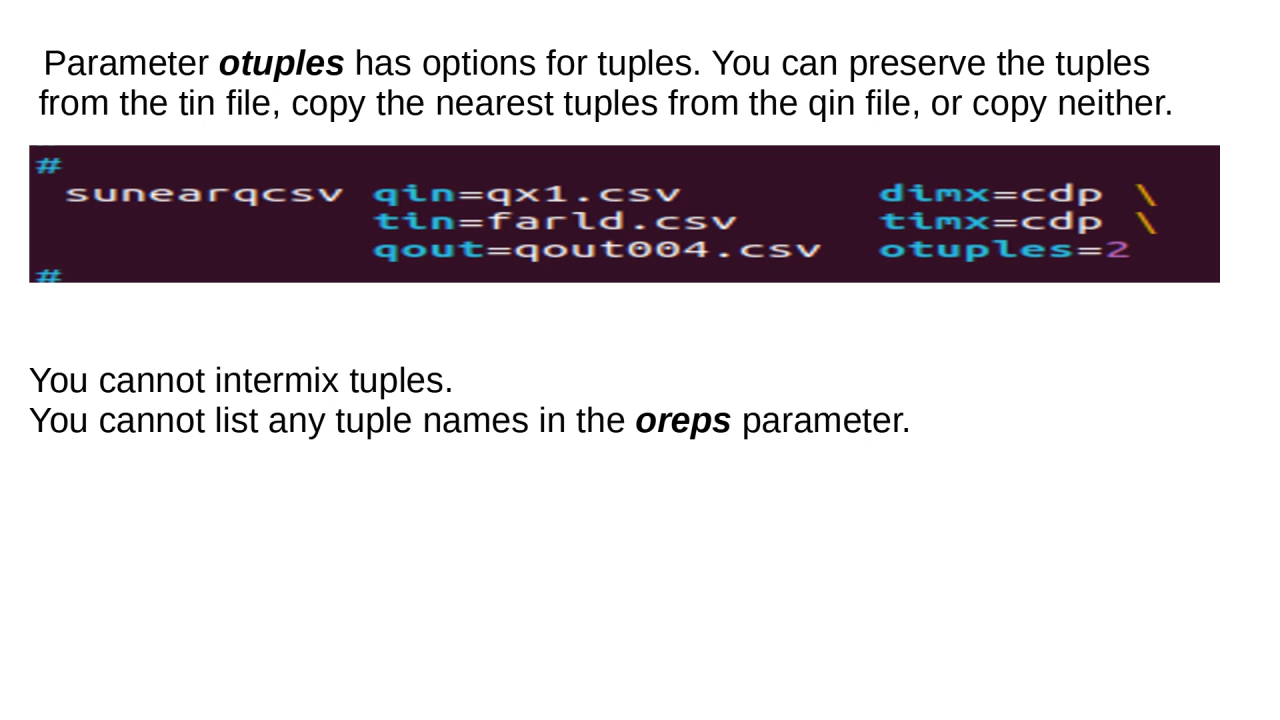 Parameter otuples has options for tuples. You can preserve the tuples
from the tin file, copy the nearest tuples from the qin file, or copy neither.
#
sunearqcsv qin=qx1.csv dimx=cdp \
tin=farld.csv timx=cdp \
qout=qout004.csv otuples=2
#
You cannot intermix tuples.
You cannot list any tuple names in the oreps parameter.